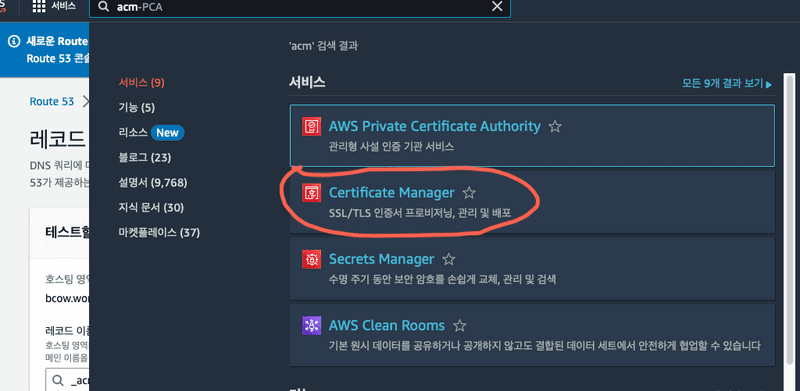 서비스
acm-PCA
새로운 Route
Route 53 콘솔
'acm' 검색 결과
서비스 (9)
기능 (5)
리소스 New
블로그 (23)
설명서 (9,768)
지식 문서 (30)
마켓플레이스 (37)
서비스
모든 9개 결과 보기
AWS Private Certificate Authority
관리형 사설 인증 기관 서비스
Certificate Manager
SSL/TLS 인증서 프로비저닝, 관리 및 배포
Secrets Manager
수명 주기 동안 보안 암호를 손쉽게 교체, 관리 및 검색
AWS Clean Rooms
기본 원시 데이터를 공유하거나 공개하지 않고도 결합된 데이터 세트에서 안전하게 협업할 수 있습니다
Route 53
레코드
DNS 쿼리에
53가 제공하는
테스트할
호스팅 영역
bcow.wor
레코드 이름
호스팅 영역
메인 이름을
_acm